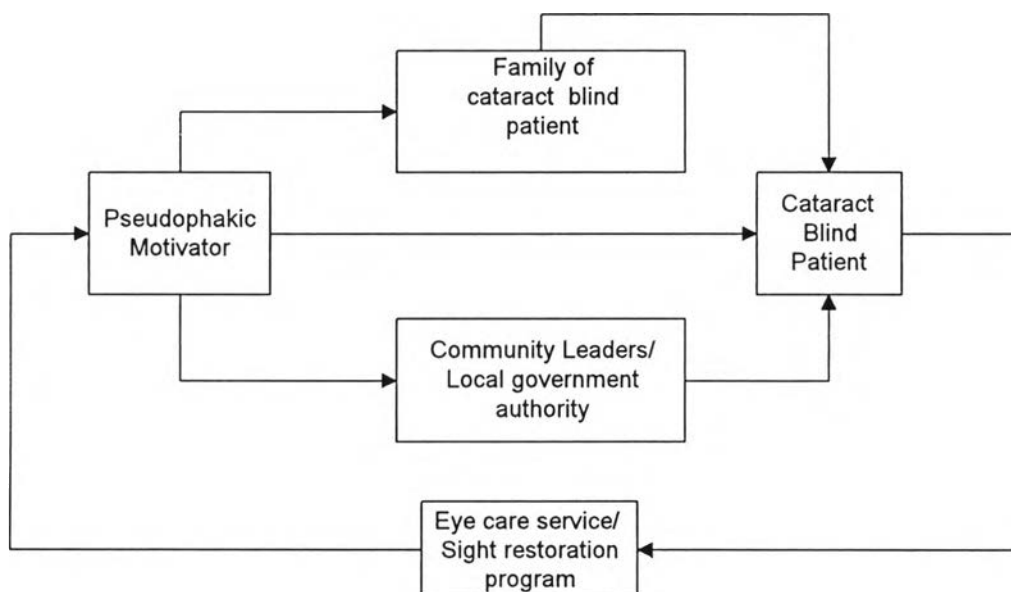 Family of
cataract blind
patient
Pseudophakic
Motivator
Cataract
Blind
Patient
Community Leaders/
Local government
authority
Eye care service/
Sight restoration
program